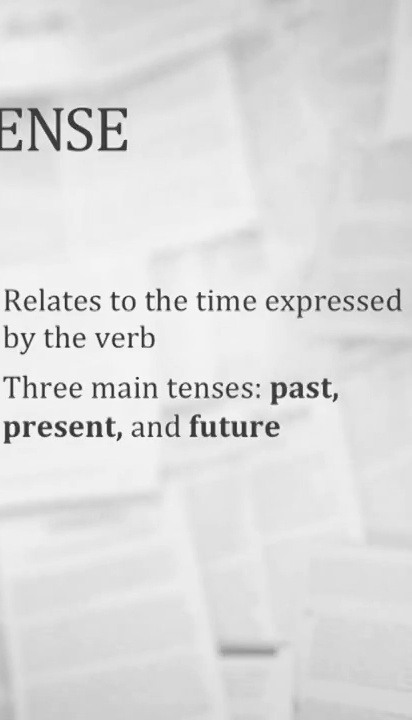 ENSE
Relates to the time expressed
by the verb
Three main tenses: past,
present, and future